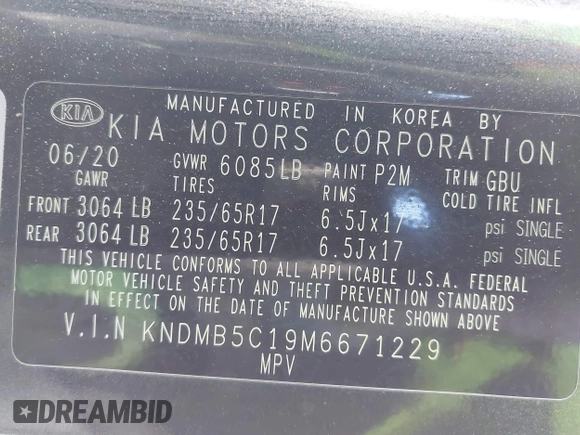 MANUFACTURED IN KOREA BY
KIA KIA MOTORS CORPORATION
06/20 GVWR 6085LB PAINT P2M TRIM GBU
GAWR TIRES RIMS COLD TIRE INFL
FRONT 3064 LB 235/65R17 6.5Jx17 psi SINGLE
REAR 3064 LB 235/65R17 6.5Jx17 psi SINGLE
THIS VEHICLE CONFORMS TO ALL APPLICABLE U.S.A. FEDERAL
MOTOR VEHICLE SAFETY AND THEFT PREVENTION STANDARDS
IN EFFECT ON THE DATE OF MANUFACTURE SHOWN ABOVE
V.I.N KNDMB5C19M6671229
MPV
DREAMBID